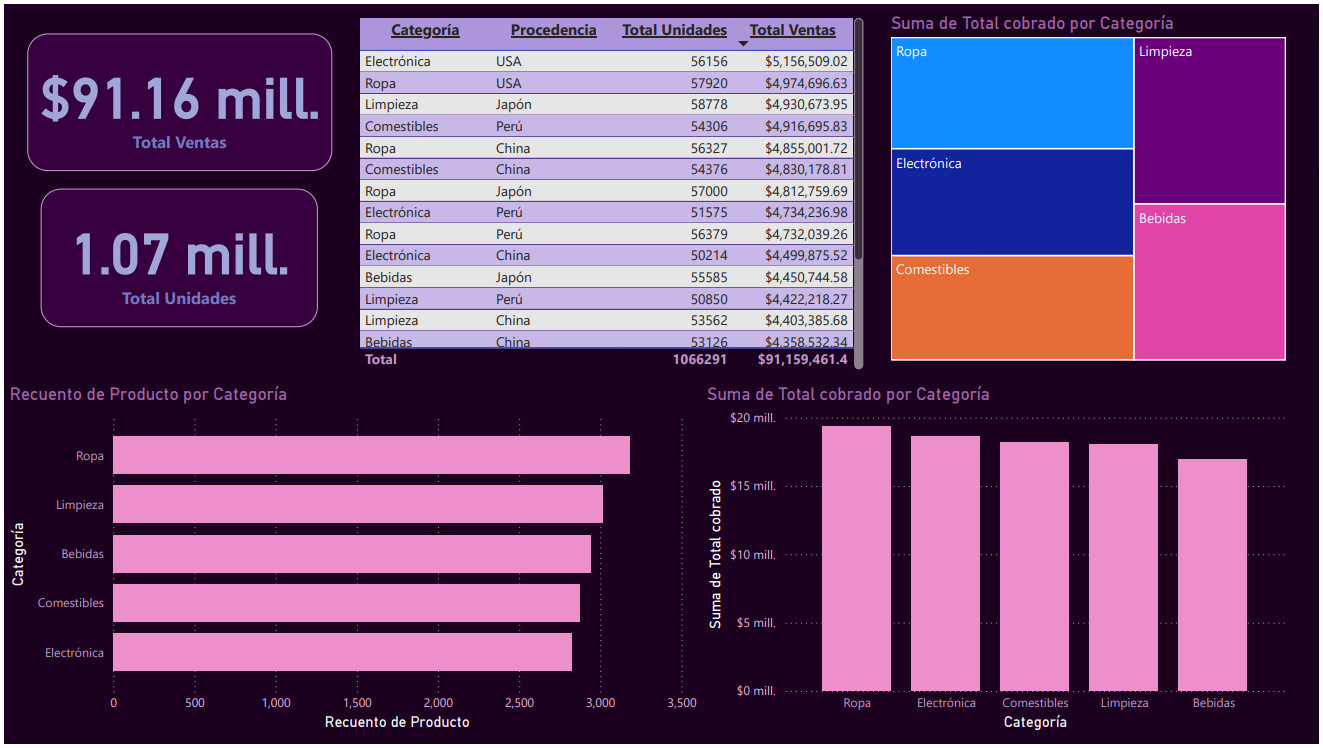 $91.16 mill.
Total Ventas
1.07 mill.
Total Unidades
Categoría Procedencia Total Unidades Total Ventas
Electrónica USA 56156 $5,156,509.02
Ropa USA 57920 $4,974,696.63
Limpieza Japón 58778 $4,930,673.95
Comestibles Perú 54306 $4,916,695.83
Ropa China 56327 $4,855,001.72
Comestibles China 54376 $4,830,178.81
Ropa Japón 57000 $4,812,759.69
Electrónica Perú 51575 $4,734,236.98
Ropa Perú 56379 $4,732,039.26
Electrónica China 50214 $4,499,875.52
Bebidas Japón 55585 $4,450,744.58
Limpieza Perú 50850 $4,422,218.27
Limpieza China 53562 $4,403,385.68
Bebidas China 53126 $4,358,532.34
Total 1066291 $91,159,461.4
Suma de Total cobrado por Categoría
Ropa
Limpieza
Electrónica
Bebidas
Comestibles
Recuento de Producto por Categoría
Categoría
Ropa
Limpieza
Bebidas
Comestibles
Electrónica
0 500 1,000 1,500 2,000 2,500 3,000 3,500
Recuento de Producto
Suma de Total cobrado por Categoría
Suma de Total cobrado
$20 mill.
$15 mill.
$10 mill.
$5 mill.
$0 mill.
Ropa Electrónica Comestibles Limpieza Bebidas
Categoría